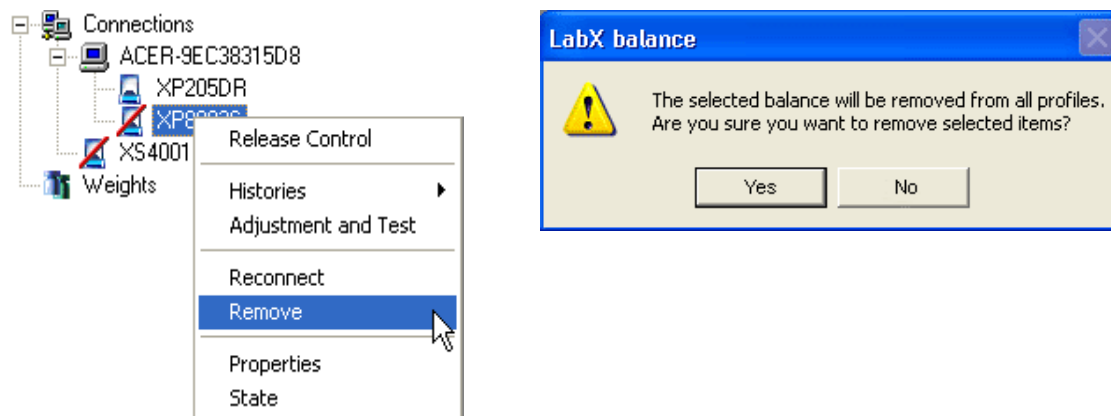 Connections
ACER-9EC38315D8
XP205DR
XS4001
Weights
Release Control
Histories
Adjustment and Test
Reconnect
Remove
Properties
State
LabX balance
The selected balance will be removed from all profiles.
Are you sure you want to remove selected items?
Yes
No